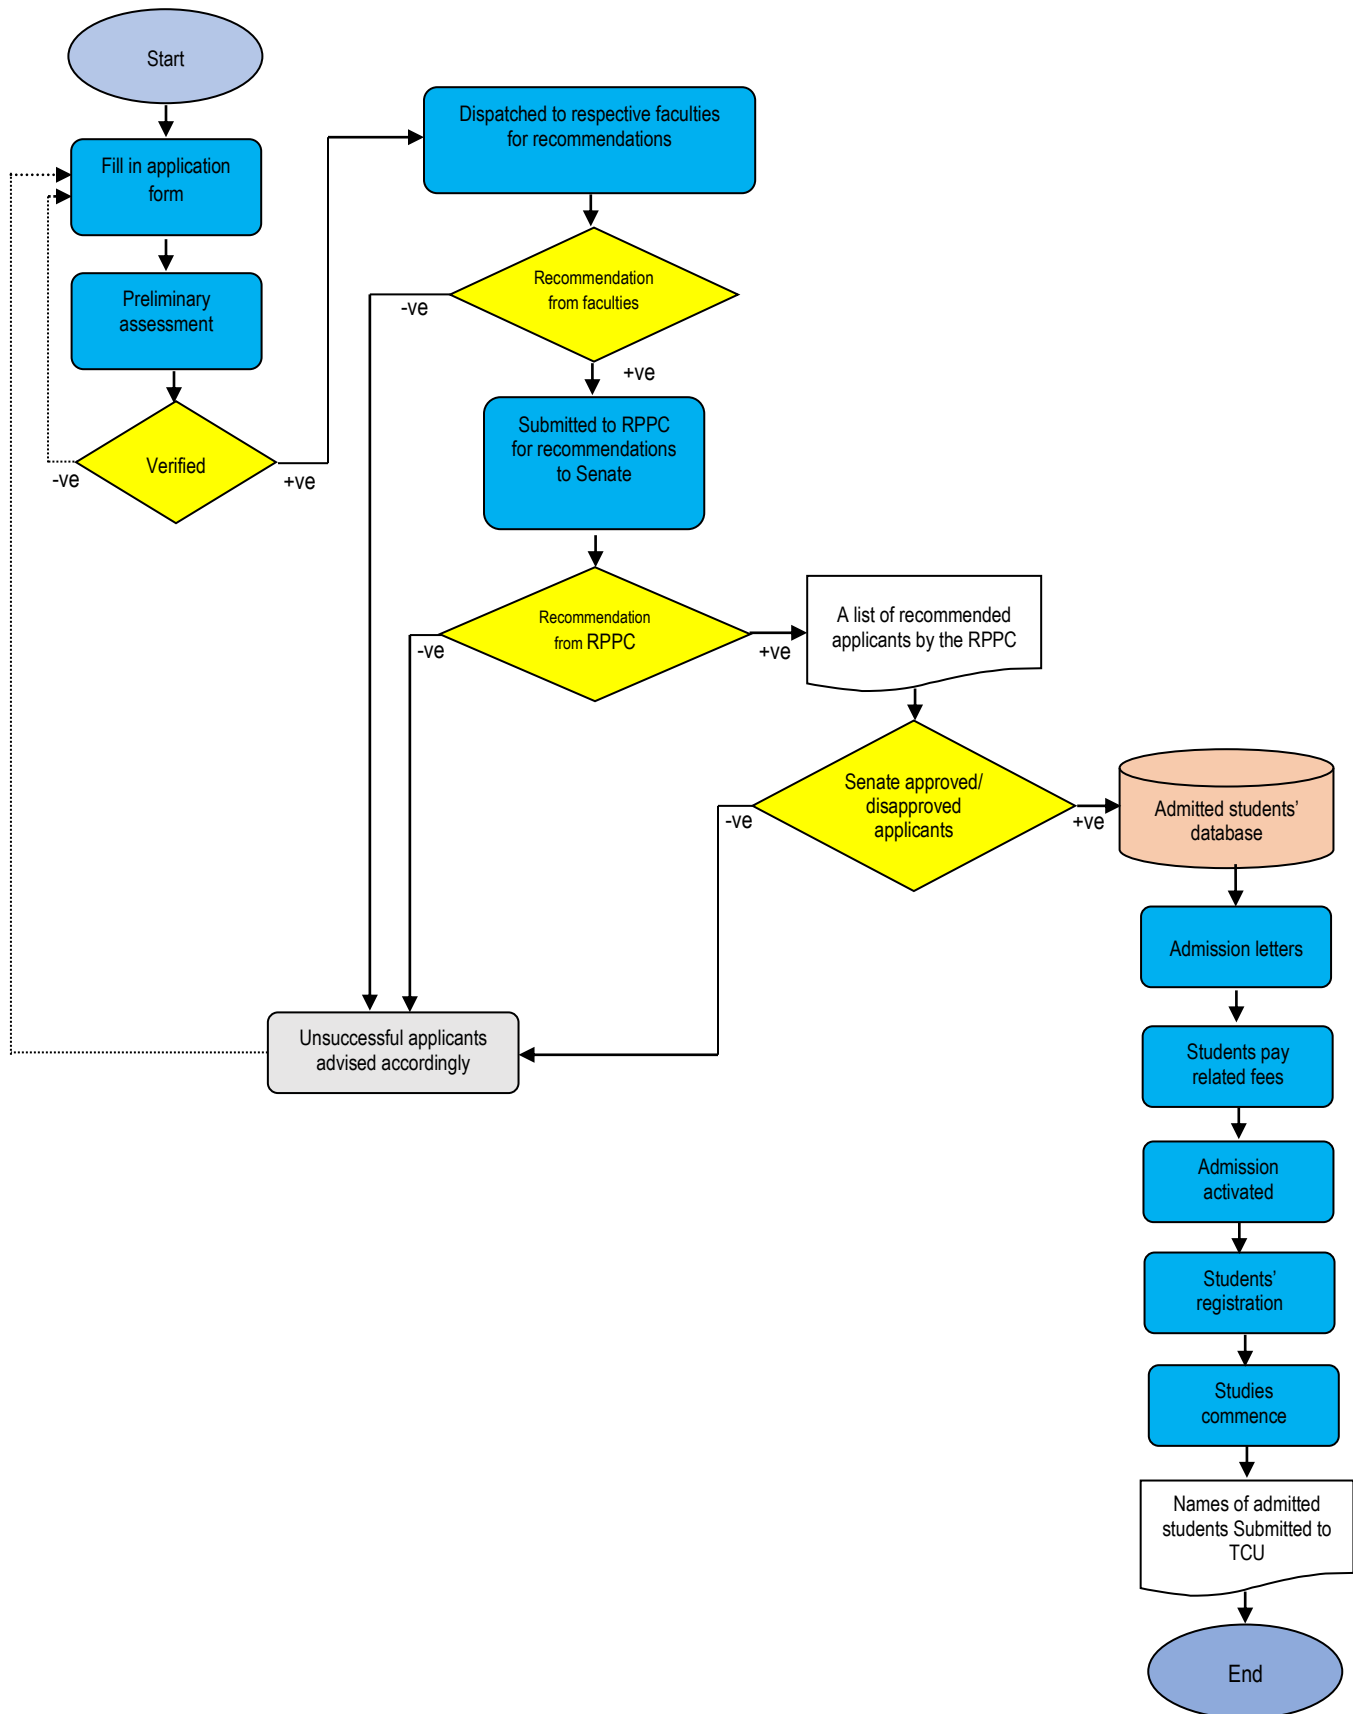 Start
Fill in application
form
Preliminary
assessment
Verified
-ve
+ve
Dispatched to respective faculties
for recommendations
Recommendation
from faculties
-ve
+ve
Submitted to RPPC
for recommendations
to Senate
Recommendation
from RPPC
-ve
+ve
A list of recommended
applicants by the RPPC
Senate approved/
disapproved
applicants
-ve
+ve
Admitted students’
database
Unsuccessful applicants
advised accordingly
Admission letters
Students pay
related fees
Admission
activated
Students’
registration
Studies
commence
Names of admitted
students Submitted to
TCU
End